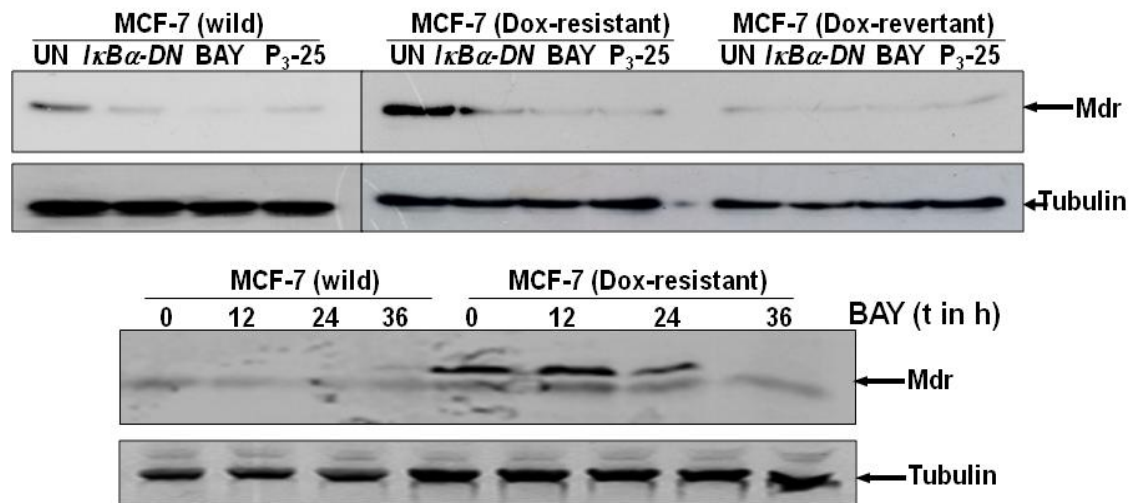 MCF-7 (wild) MCF-7 (Dox-resistant) MCF-7 (Dox-revertant)
UN IκBα-DN BAY P₃-25 UN IκBα-DN BAY P₃-25 UN IκBα-DN BAY P₃-25
Mdr
Tubulin
MCF-7 (wild) MCF-7 (Dox-resistant)
0 12 24 36 0 12 24 36 BAY (t in h)
Mdr
Tubulin